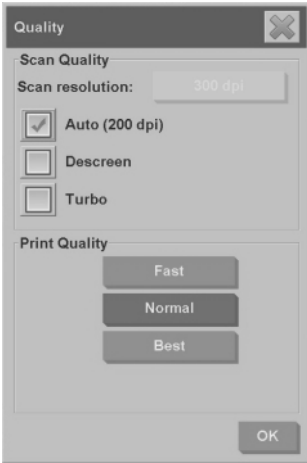 Quality
Scan Quality
Scan resolution: 300 dpi
Auto (200 dpi)
Descreen
Turbo
Print Quality
Fast
Normal
Best
OK